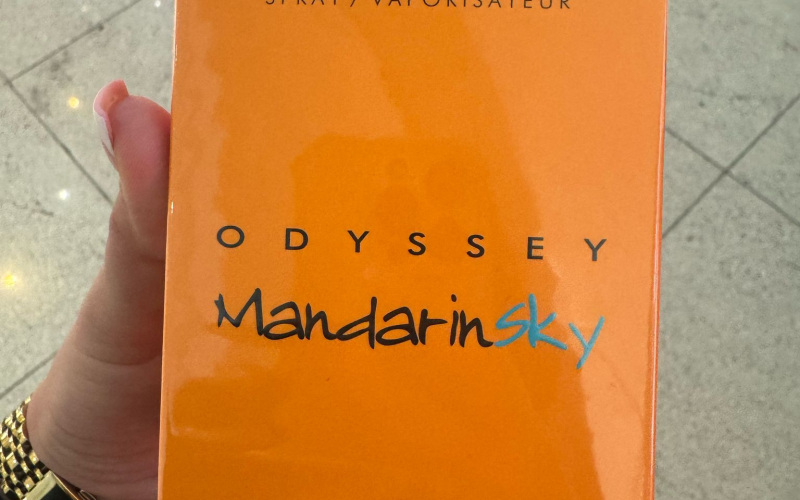 SPRAY / VAPORISATEUR
ODYSSEY
Mandarinsky